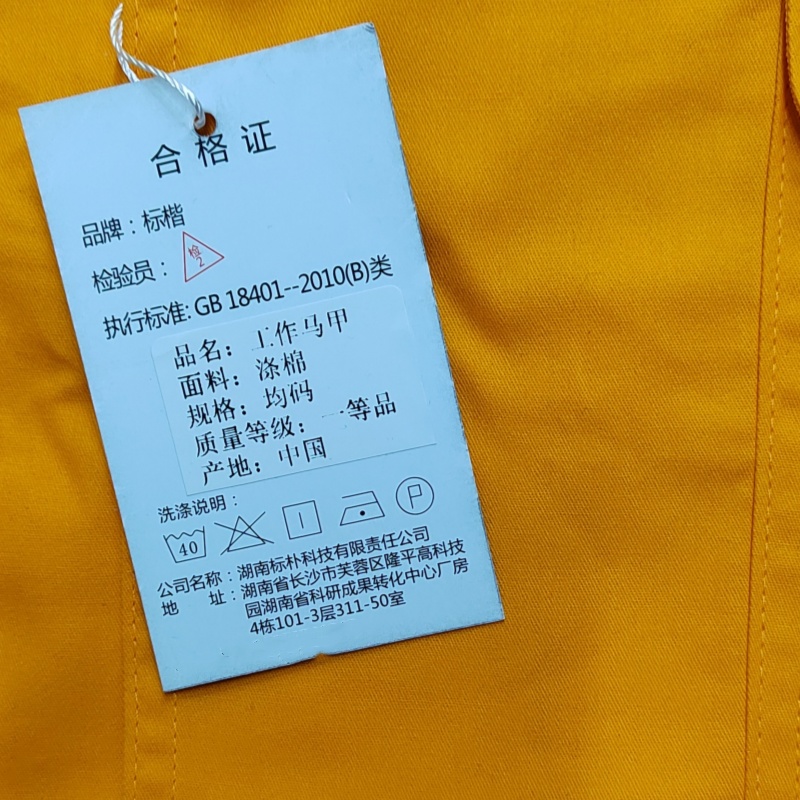 合格证
品牌：标楷
检验员：
检
2
执行标准:GB 18401--2010(B)类
品名：工作马甲
面料：涤棉
规格：均码
质量等级：一等品
产地：中国
洗涤说明：
40
P
公司名称：湖南标朴科技有限责任公司
地 址：湖南省长沙市芙蓉区隆平高科技
园湖南省科研成果转化中心厂房
4栋101-3层311-50室